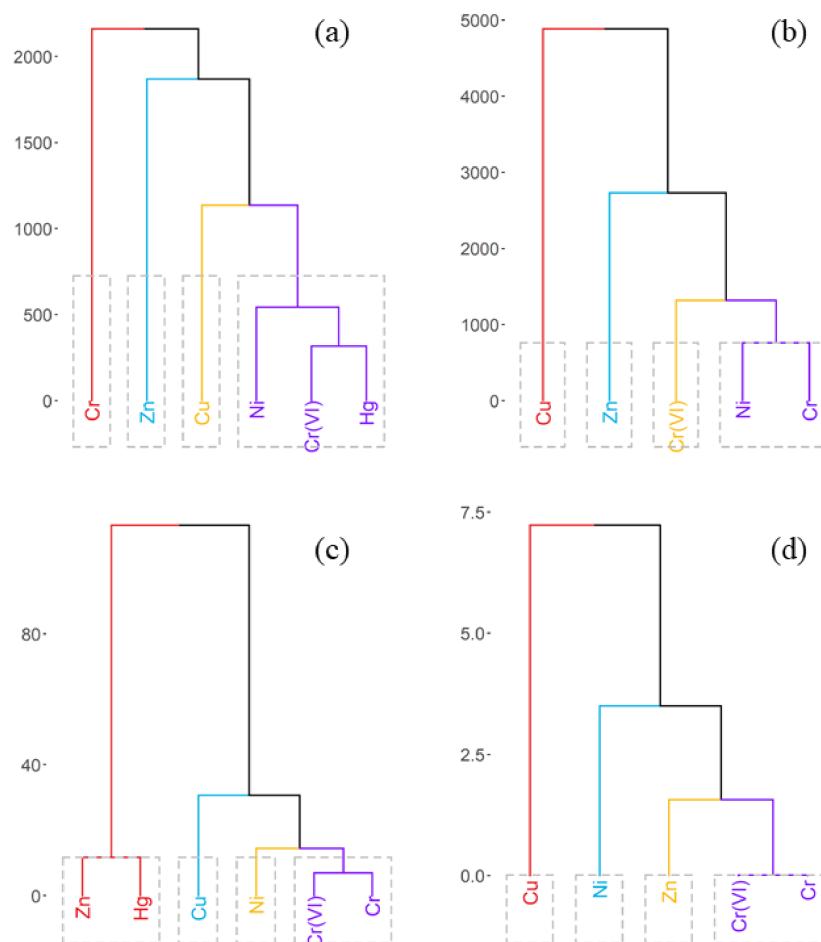 (a)
2000
1500
1000
500
0
Cr
Zn
Cu
Ni
Cr(VI)
Hg
(b)
5000
4000
3000
2000
1000
0
Cu
Zn
Cr(VI)
Ni
Cr
(c)
80
40
0
Zn
Hg
Cu
Ni
Cr(VI)
Cr
(d)
7.5
5.0
2.5
0.0
Cu
Ni
Zn
Cr(VI)
Cr